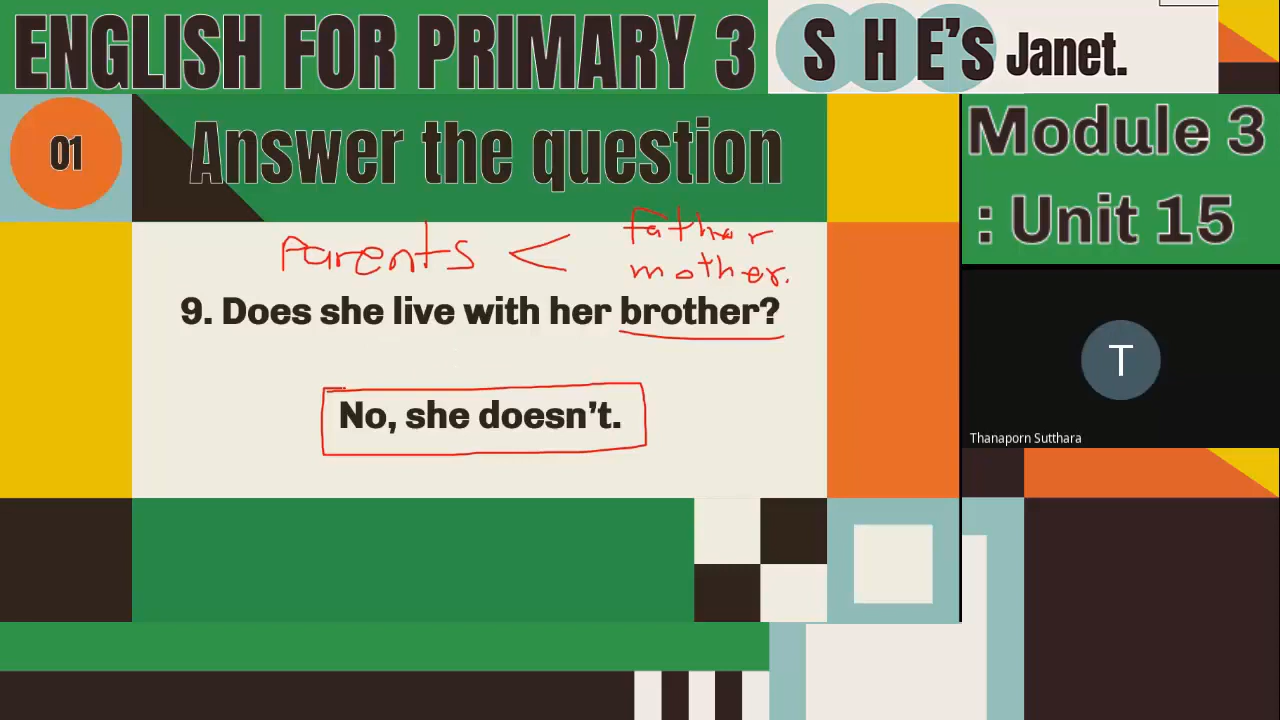 ENGLISH FOR PRIMARY 3
SHE's Janet.
01
Answer the question
Module 3
: Unit 15
Parents < father
mother.
9. Does she live with her brother?
No, she doesn't.
T
Thanaporn Sutthara